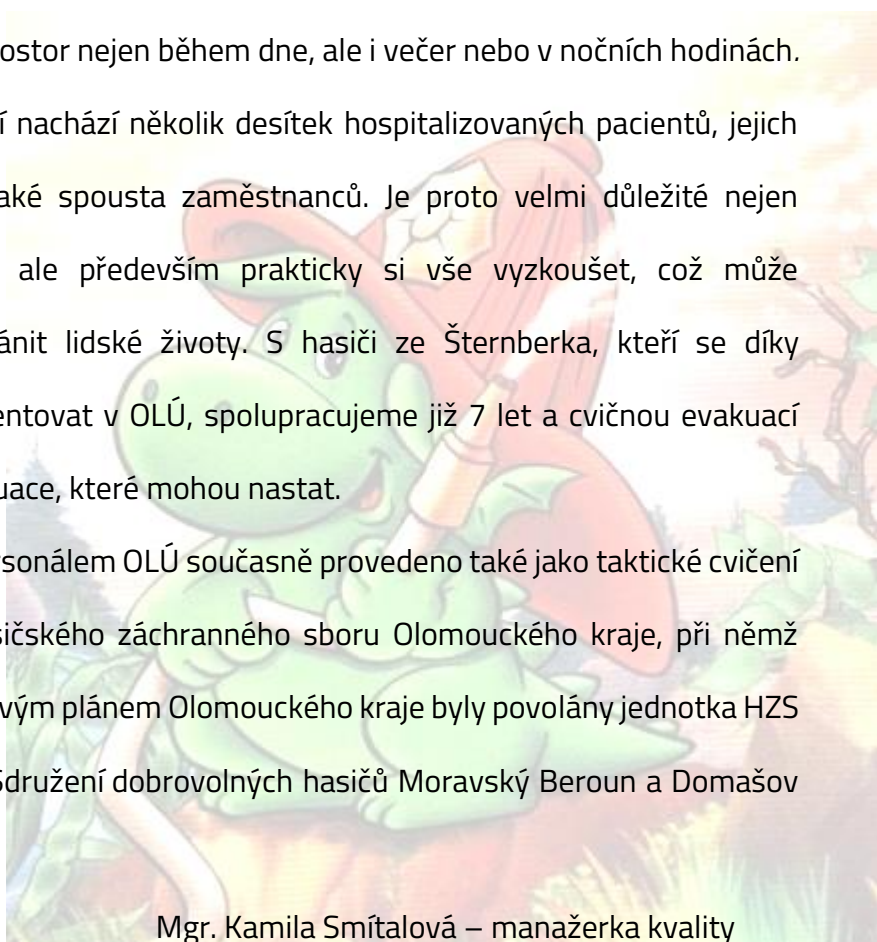 ostor nejen během dne, ale i večer nebo v nočních hodinách.
í nachází několik desítek hospitalizovaných pacientů, jejich
aké spousta zaměstnanců. Je proto velmi důležité nejen
ale především prakticky si vše vyzkoušet, což může
ánit lidské životy. S hasiči ze Šternberka, kteří se díky
entovat v OLÚ, spolupracujeme již 7 let a cvičnou evakuací
uace, které mohou nastat.
rsonálem OLÚ současně provedeno také jako taktické cvičení
sičského záchranného sboru Olomouckého kraje, při němž
vým plánem Olomouckého kraje byly povolány jednotka HZS
Sdružení dobrovolných hasičů Moravský Beroun a Domašov
Mgr. Kamila Smítalová – manažerka kvality